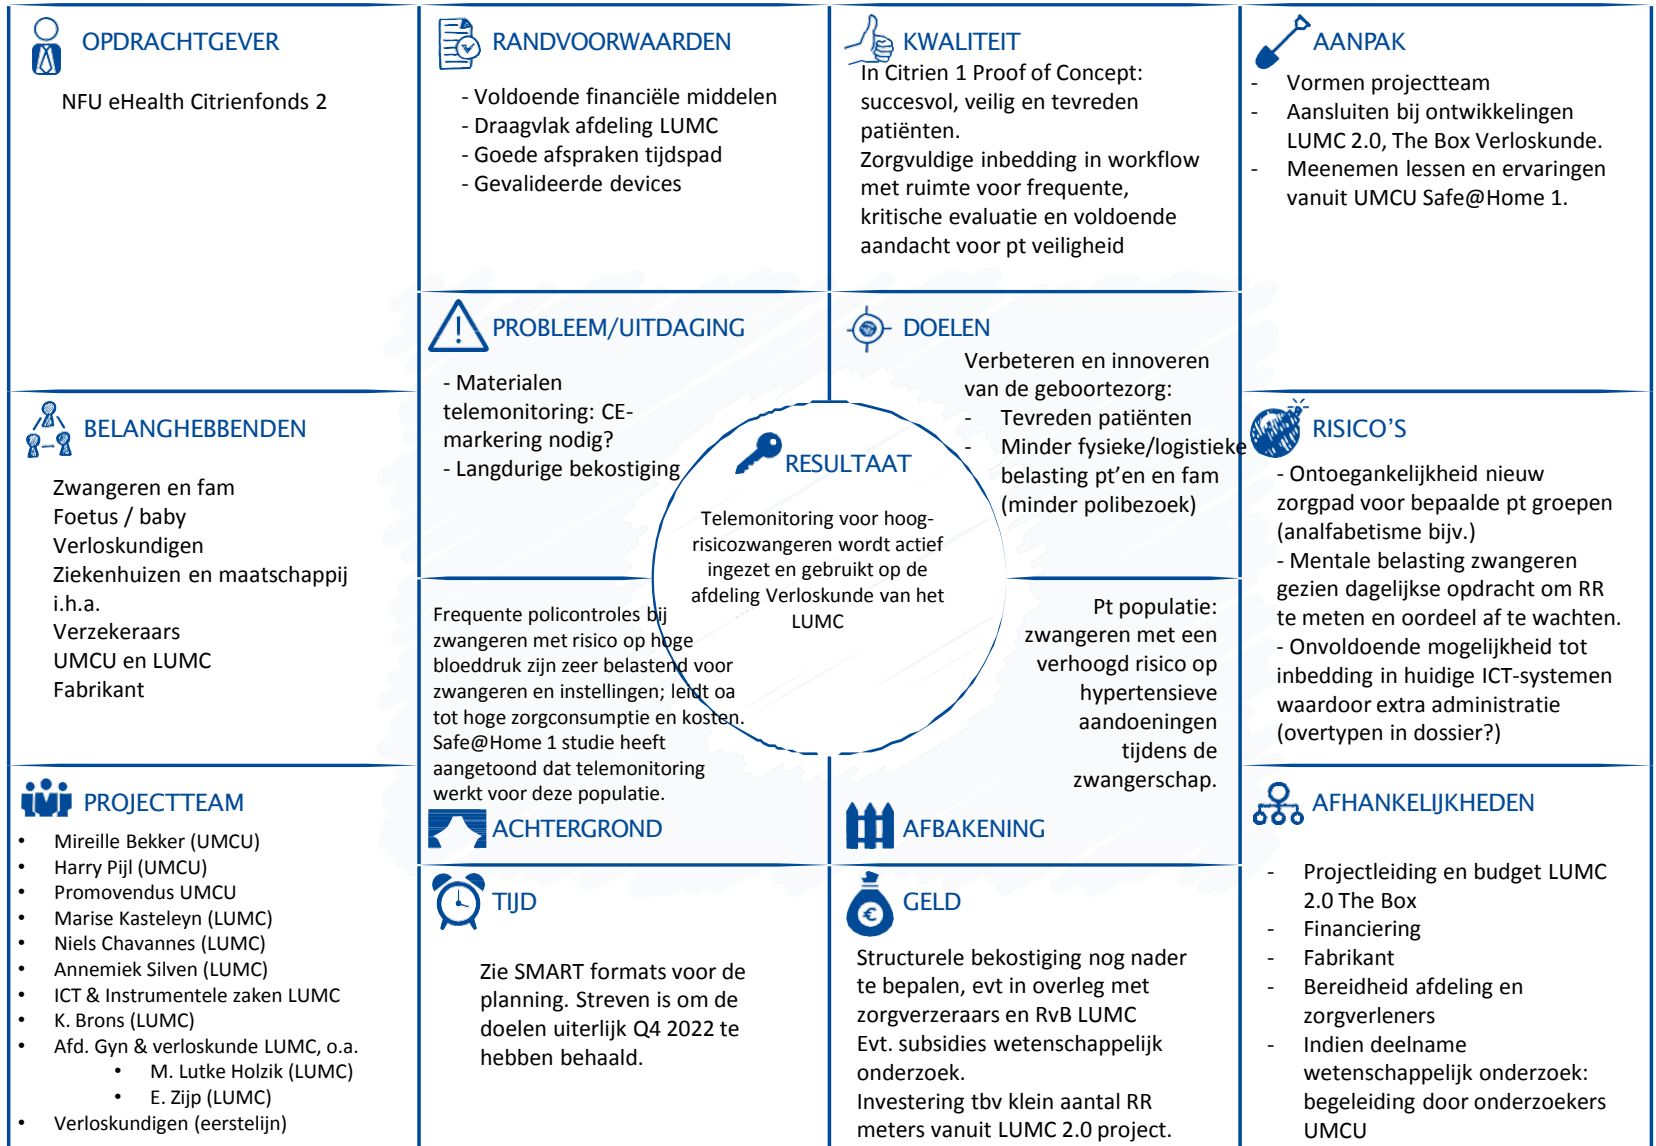 OPDRACHTGEVER
NFU eHealth Citrienfonds 2
RANDVOORWAARDEN
- Voldoende financiële middelen
- Draagvlak afdeling LUMC
- Goede afspraken tijdspad
- Gevalideerde devices
KWALITEIT
In Citrien 1 Proof of Concept:
succesvol, veilig en tevreden
patiënten.
Zorgvuldige inbedding in workflow
met ruimte voor frequente,
kritische evaluatie en voldoende
aandacht voor pt veiligheid
AANPAK
- Vormen projectteam
- Aansluiten bij ontwikkelingen
LUMC 2.0, The Box Verloskunde.
- Meenemen lessen en ervaringen
vanuit UMCU Safe@Home 1.
PROBLEEM/UITDAGING
- Materialen
telemonitoring: CE-
markering nodig?
- Langdurige bekostiging
DOELEN
Verbeteren en innoveren
van de geboortezorg:
- Tevreden patiënten
- Minder fysieke/logistieke
belasting pt'en en fam
(minder polibezoek)
BELANGHEBBENDEN
Zwangeren en fam
Foetus / baby
Verloskundigen
Ziekenhuizen en maatschappij
i.h.a.
Verzekeraars
UMCU en LUMC
Fabrikant
RESULTAAT
Telemonitoring voor hoog-
risicozwangeren wordt actief
ingezet en gebruikt op de
afdeling Verloskunde van het
LUMC
RISICO'S
- Ontoegankelijkheid nieuw
zorgpad voor bepaalde pt groepen
(analfabetisme bijv.)
- Mentale belasting zwangeren
gezien dagelijkse opdracht om RR
te meten en oordeel af te wachten.
- Onvoldoende mogelijkheid tot
inbedding in huidige ICT-systemen
waardoor extra administratie
(overtypen in dossier?)
Frequente policontroles bij
zwangeren met risico op hoge
bloeddruk zijn zeer belastend voor
zwangeren en instellingen; leidt oa
tot hoge zorgconsumptie en kosten.
Safe@Home 1 studie heeft
aangetoond dat telemonitoring
werkt voor deze populatie.
ACHTERGROND
Pt populatie:
zwangeren met een
verhoogd risico op
hypertensieve
aandoeningen
tijdens de
zwangerschap.
AFBAKENING
PROJECTTEAM
• Mireille Bekker (UMCU)
• Harry Pijl (UMCU)
• Promovendus UMCU
• Marise Kasteleyn (LUMC)
• Niels Chavannes (LUMC)
• Annemiek Silven (LUMC)
• ICT & Instrumentele zaken LUMC
• K. Brons (LUMC)
• Afd. Gyn & verloskunde LUMC, o.a.
• M. Lutke Holzik (LUMC)
• E. Zijp (LUMC)
• Verloskundigen (eerstelijn)
TIJD
Zie SMART formats voor de
planning. Streven is om de
doelen uiterlijk Q4 2022 te
hebben behaald.
GELD
Structurele bekostiging nog nader
te bepalen, evt in overleg met
zorgverzeraars en RvB LUMC
Evt. subsidies wetenschappelijk
onderzoek.
Investering tbv klein aantal RR
meters vanuit LUMC 2.0 project.
AFHANKELIJKHEDEN
- Projectleiding en budget LUMC
2.0 The Box
- Financiering
- Fabrikant
- Bereidheid afdeling en
zorgverleners
- Indien deelname
wetenschappelijk onderzoek:
begeleiding door onderzoekers
UMCU